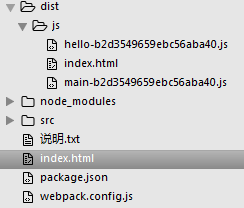 dist
js
hello-b2d3549659ebc56aba40.js
index.html
main-b2d3549659ebc56aba40.js
node_modules
src
说明.txt
index.html
package.json
webpack.config.js